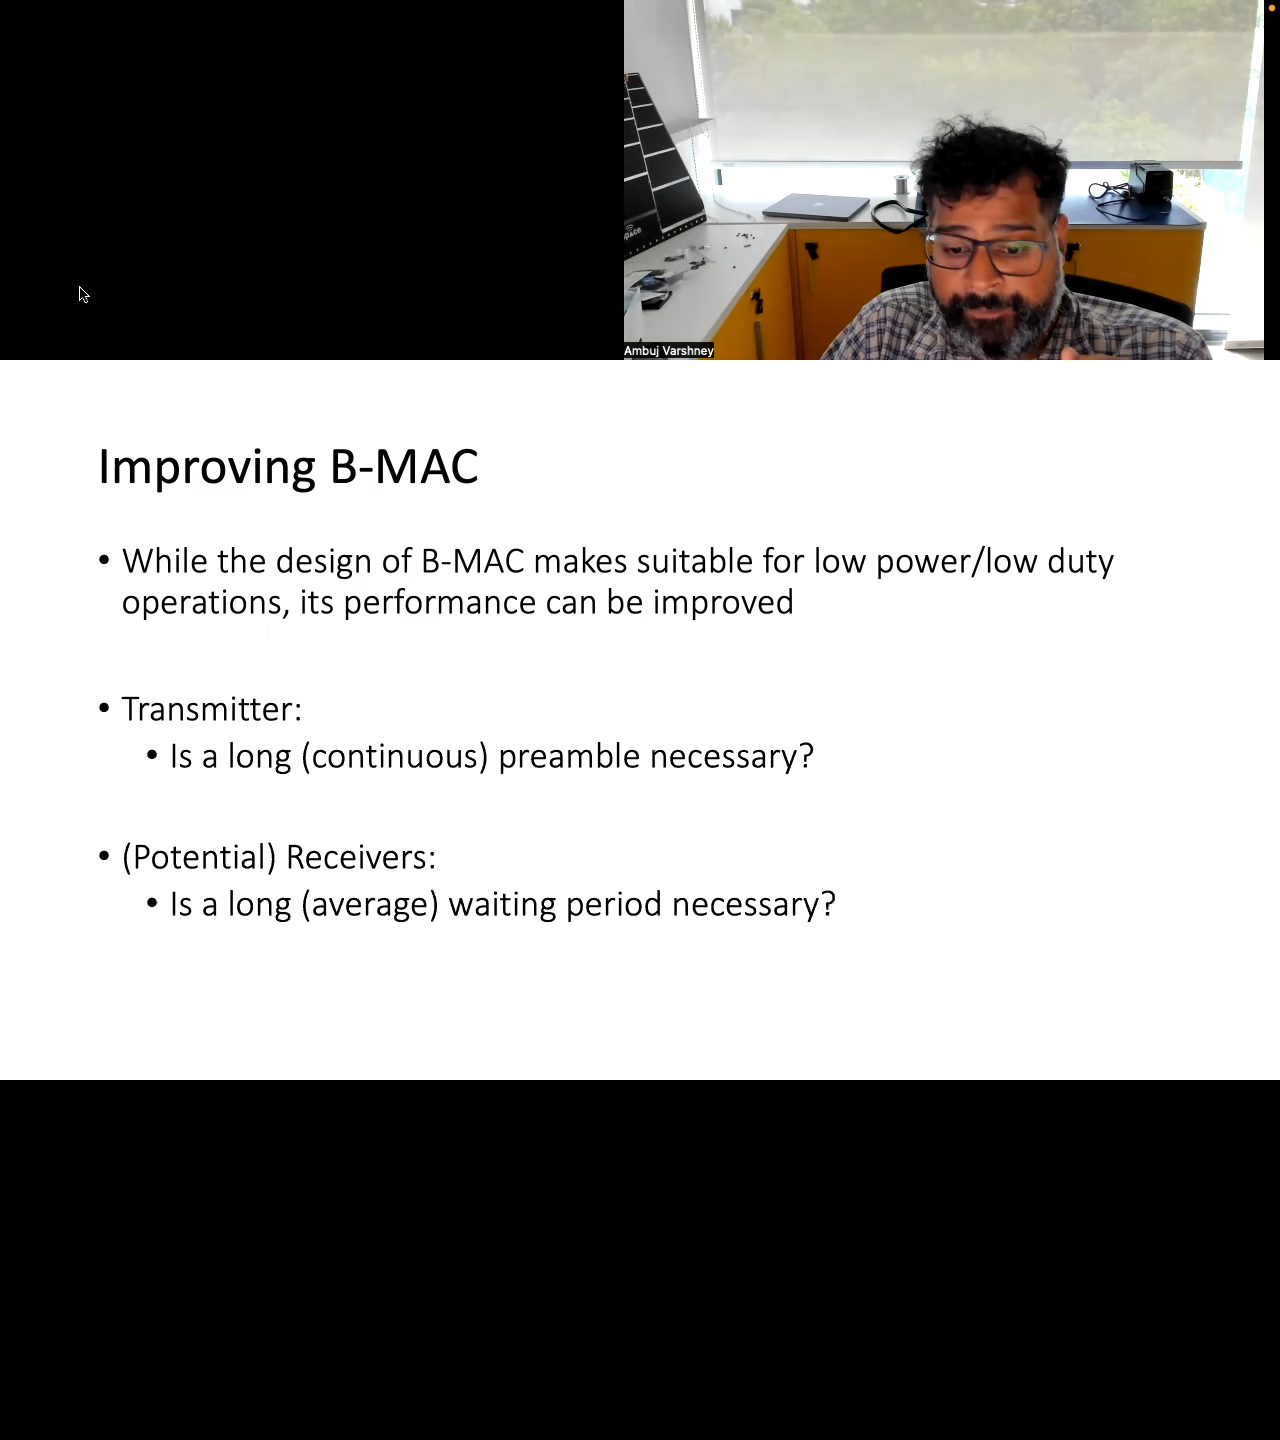 Ambuj Varshney
Improving B-MAC
• While the design of B-MAC makes suitable for low power/low duty
operations, its performance can be improved
• Transmitter:
• Is a long (continuous) preamble necessary?
• (Potential) Receivers:
• Is a long (average) waiting period necessary?